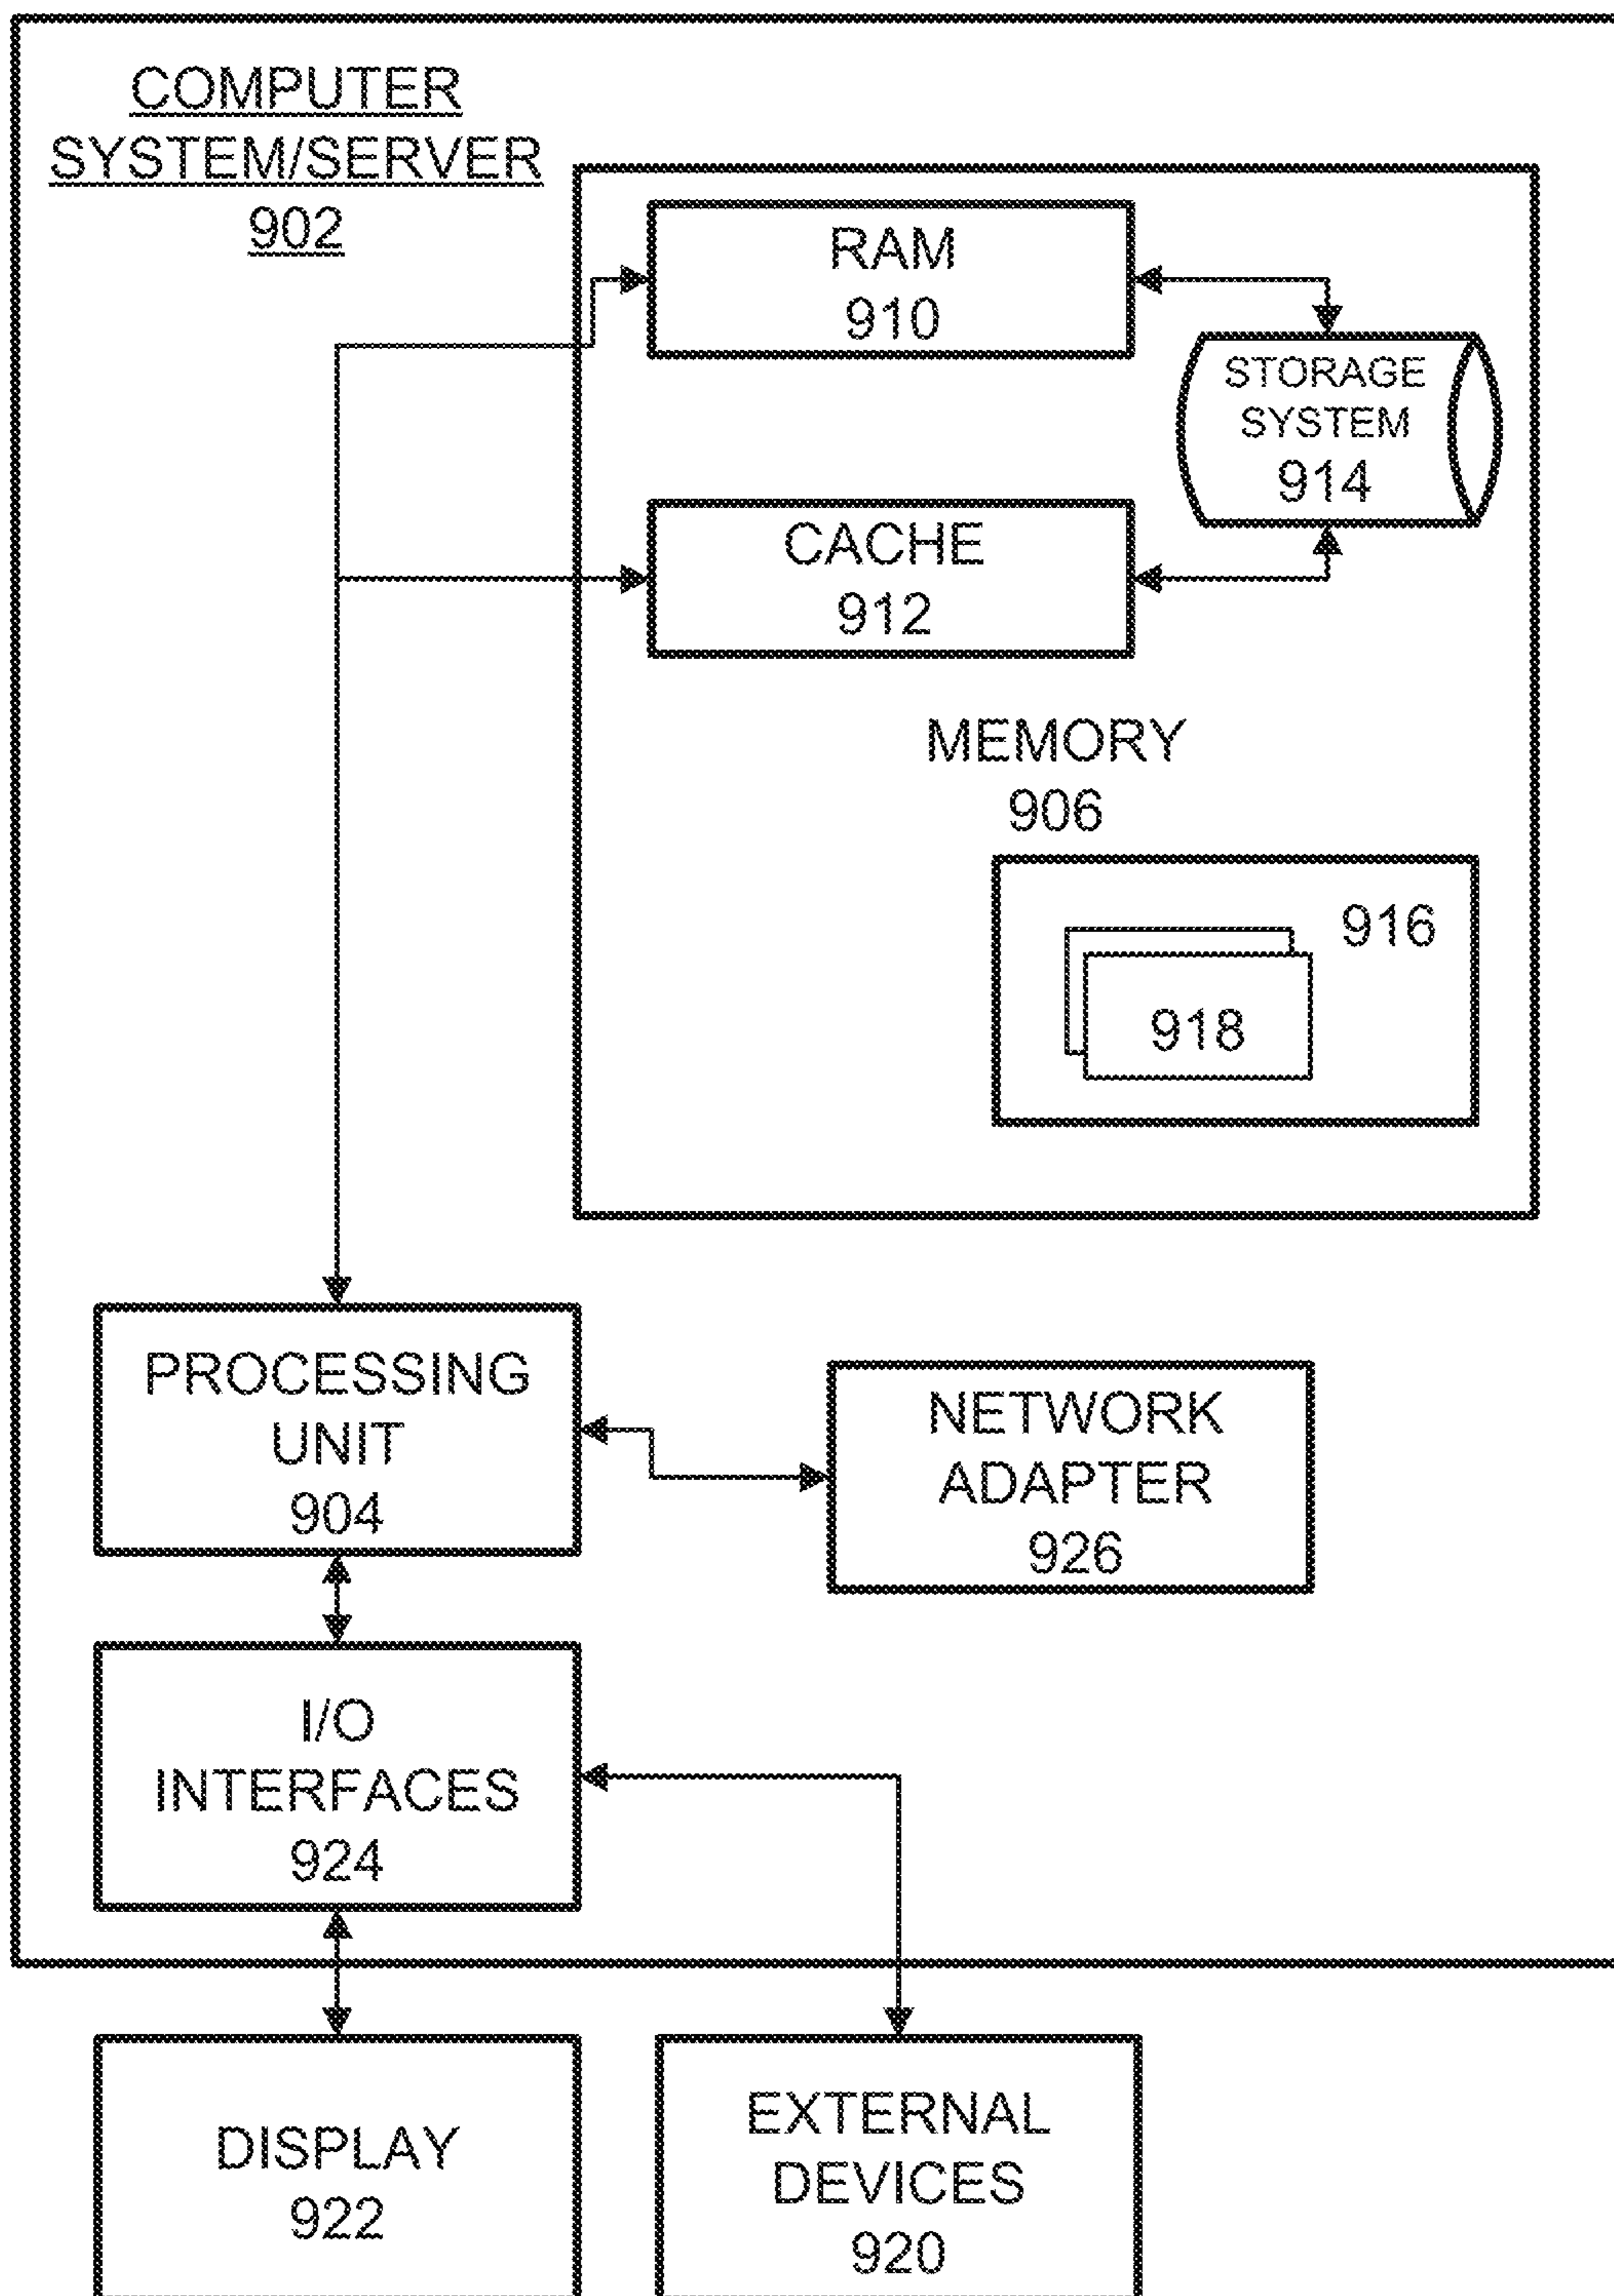 COMPUTER
SYSTEM/SERVER
902
RAM
910
STORAGE
SYSTEM
914
CACHE
912
MEMORY
906
916
918
PROCESSING
UNIT
904
NETWORK
ADAPTER
926
I/O
INTERFACES
924
DISPLAY
922
EXTERNAL
DEVICES
920